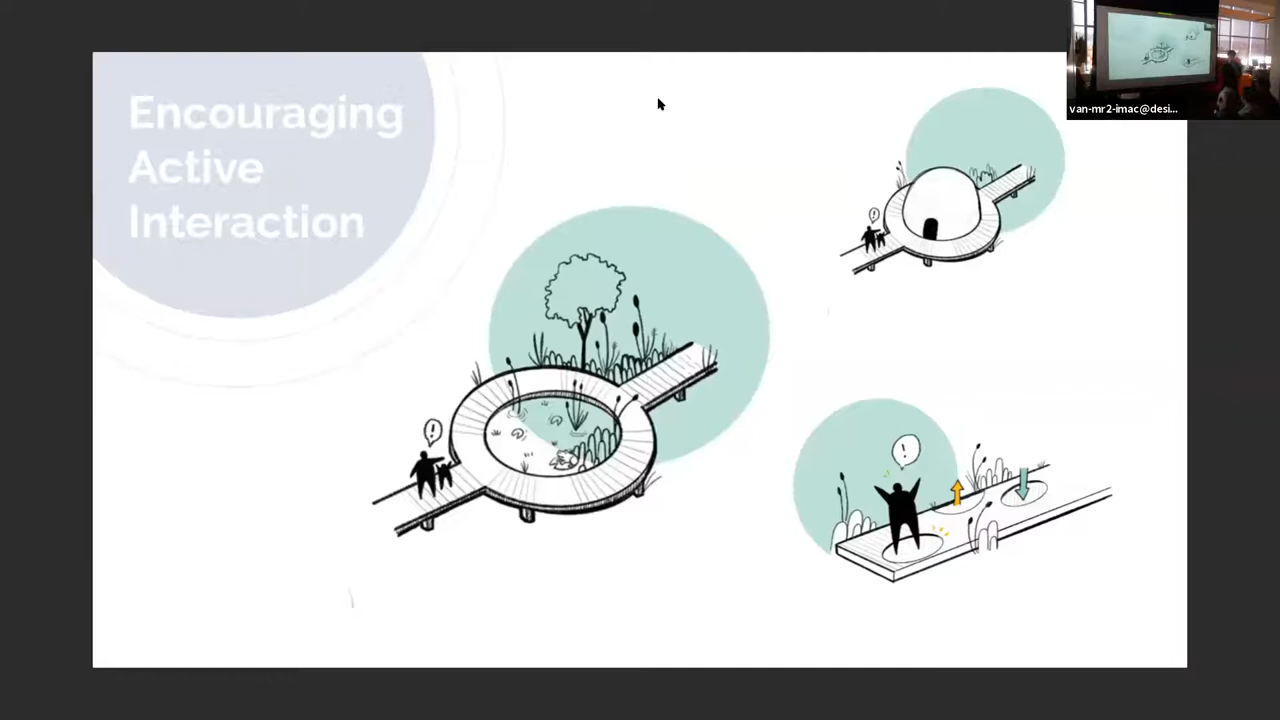 Encouraging
Active
Interaction
van-mr2-imac@desi...
!
!
!